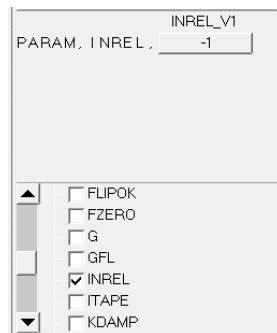 INREL_V1
PARAM, INREL, -1
FLIPOK
FZERO
G
GFL
INREL
ITAPE
KDAMP